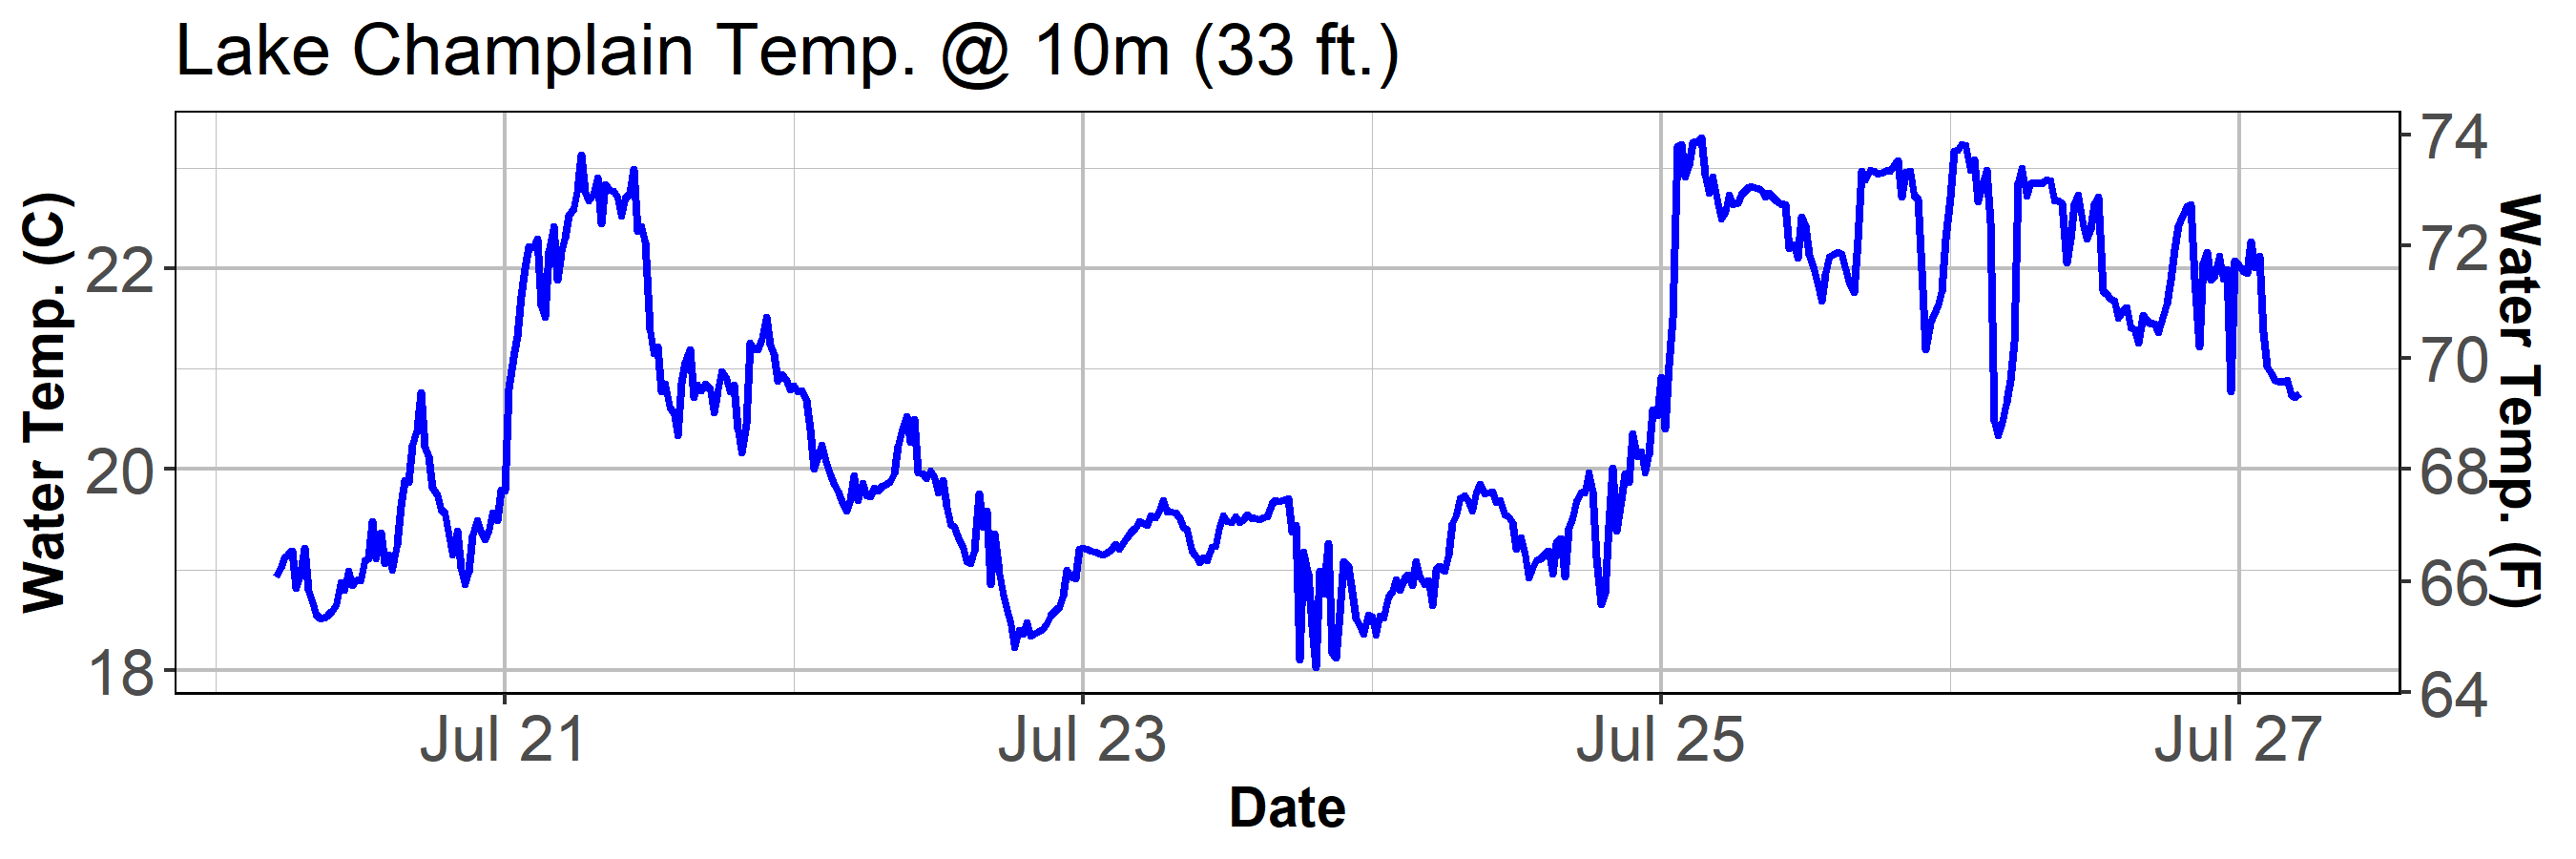 Lake Champlain Temp. @ 10m (33 ft.)
Water Temp. (C)
22
20
18
74
72
70
68
66
64
Water Temp. (F)
Jul 21
Jul 23
Jul 25
Jul 27
Date